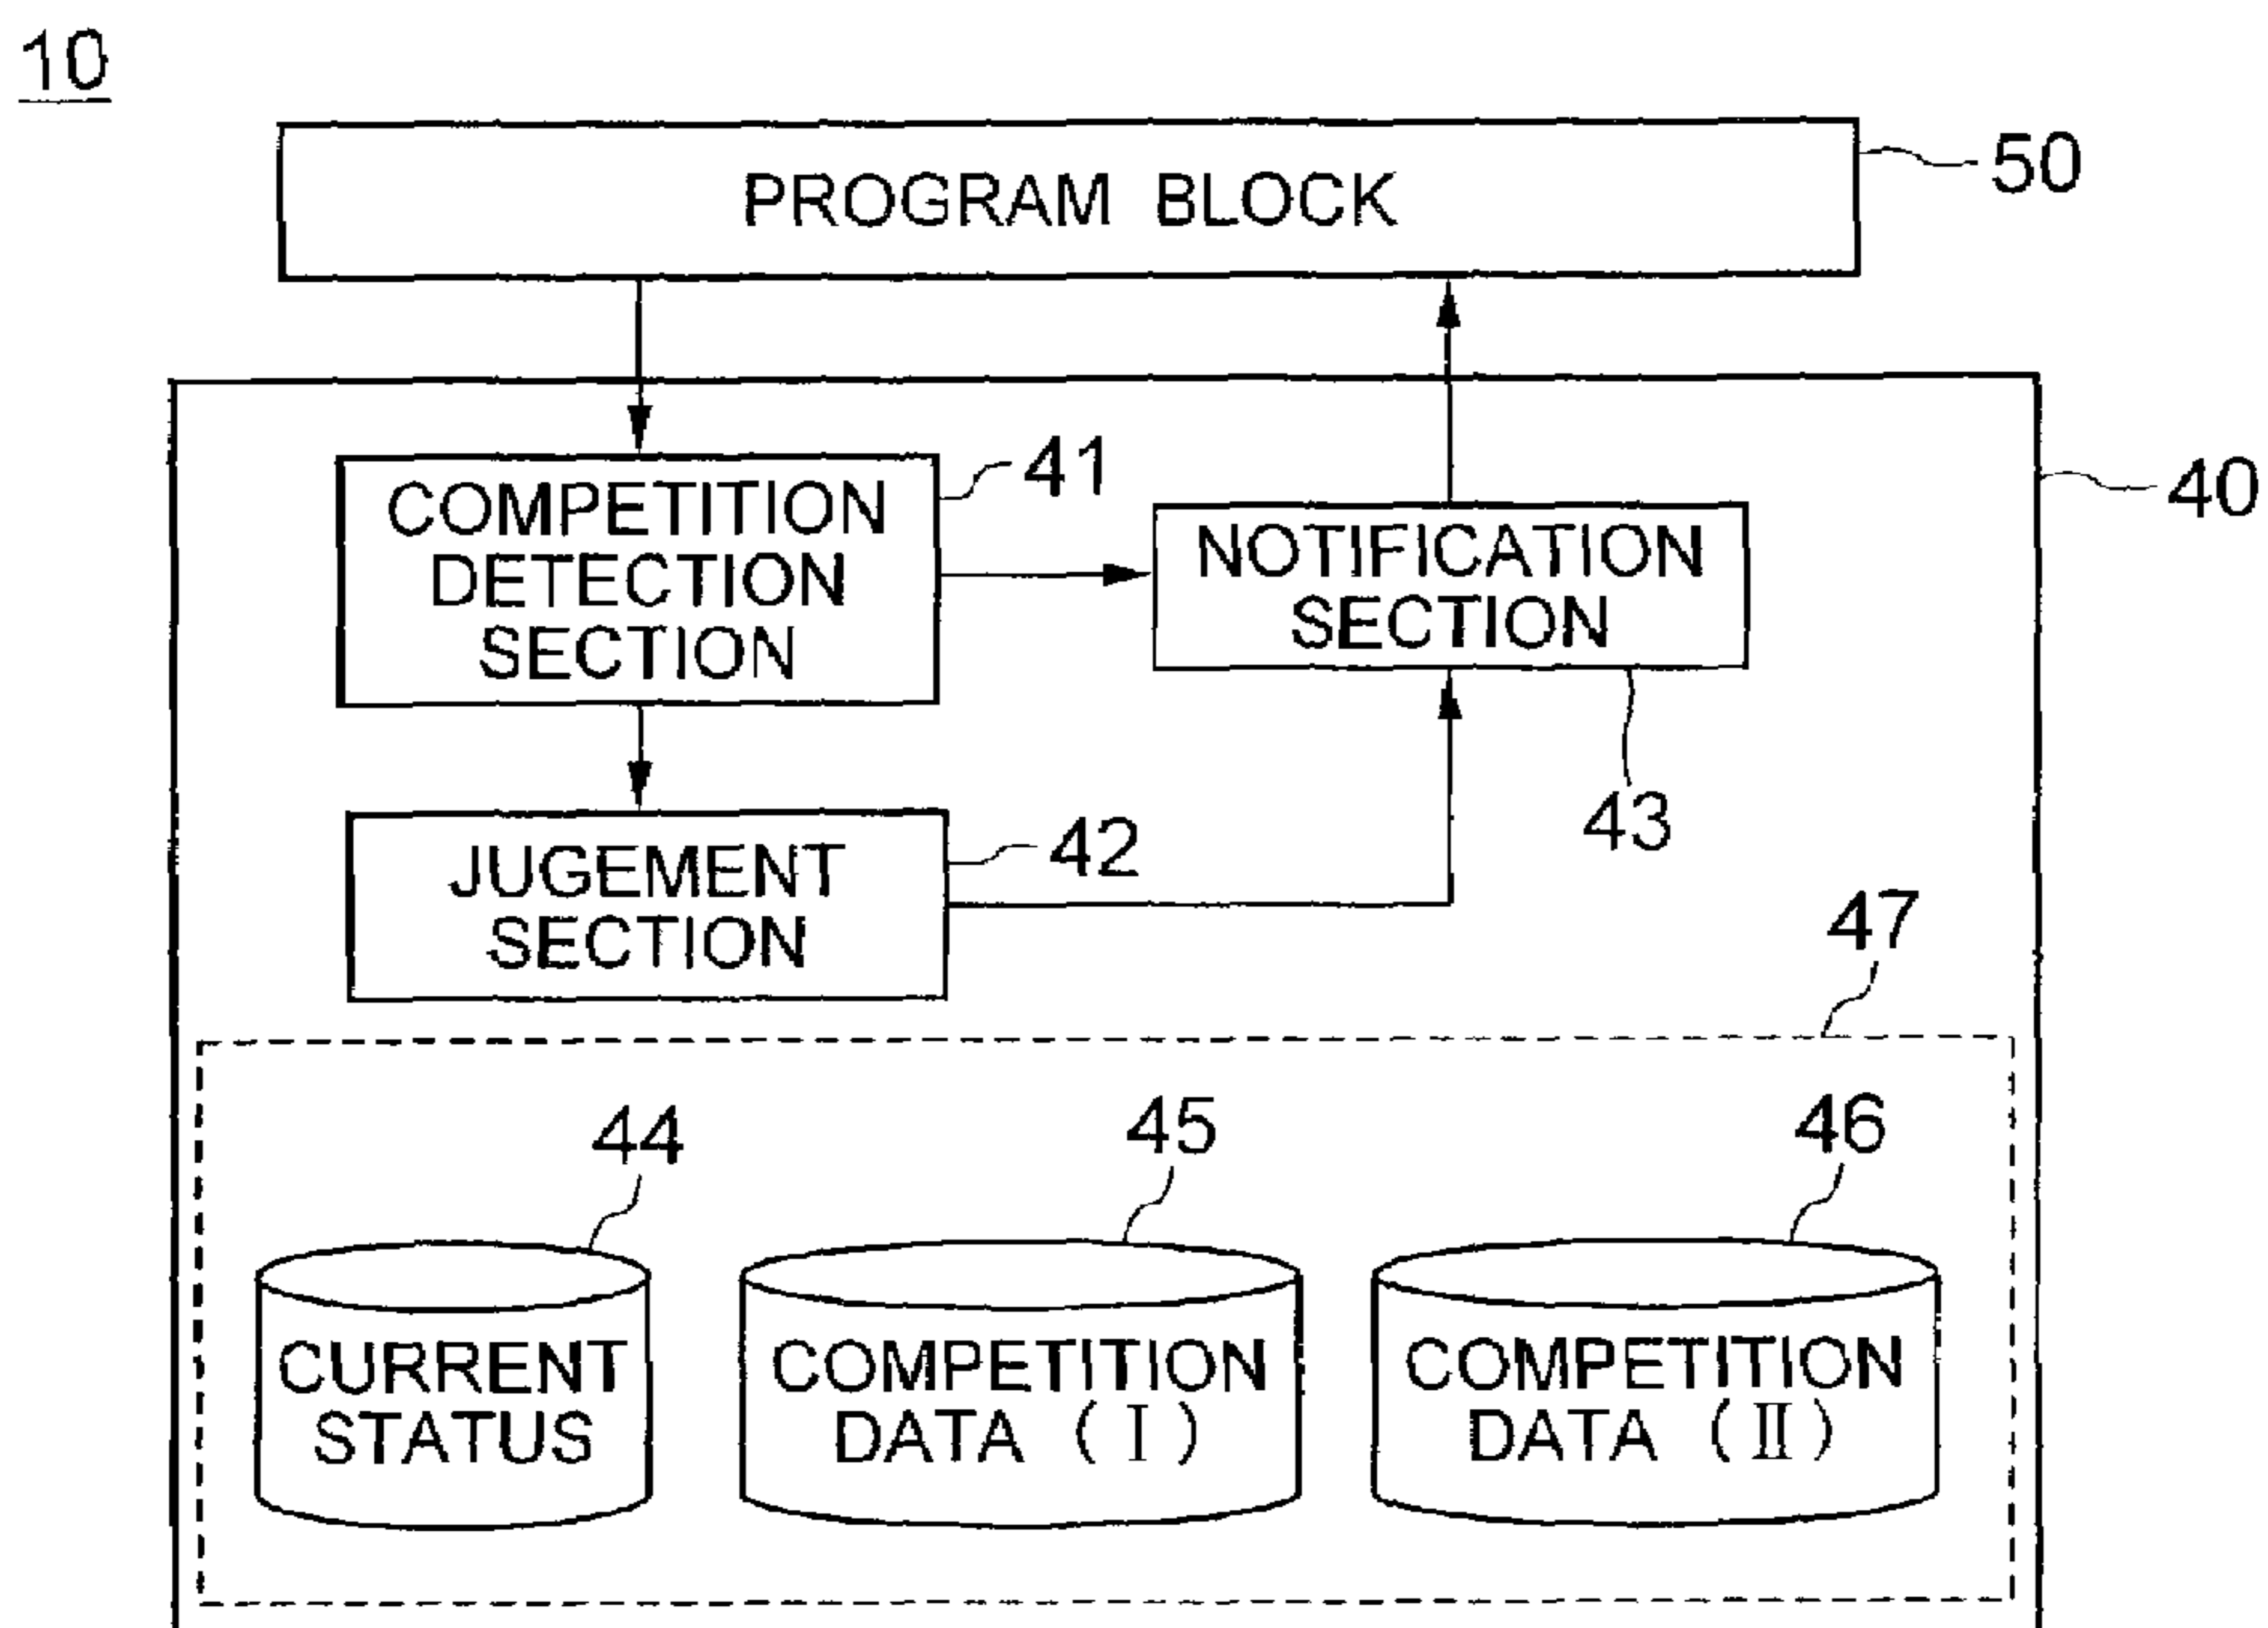 10
PROGRAM BLOCK
50
COMPETITION
DETECTION
SECTION
41
NOTIFICATION
SECTION
40
43
JUGEMENT
SECTION
42
47
44
45
46
CURRENT
STATUS
COMPETITION
DATA (I)
COMPETITION
DATA (II)